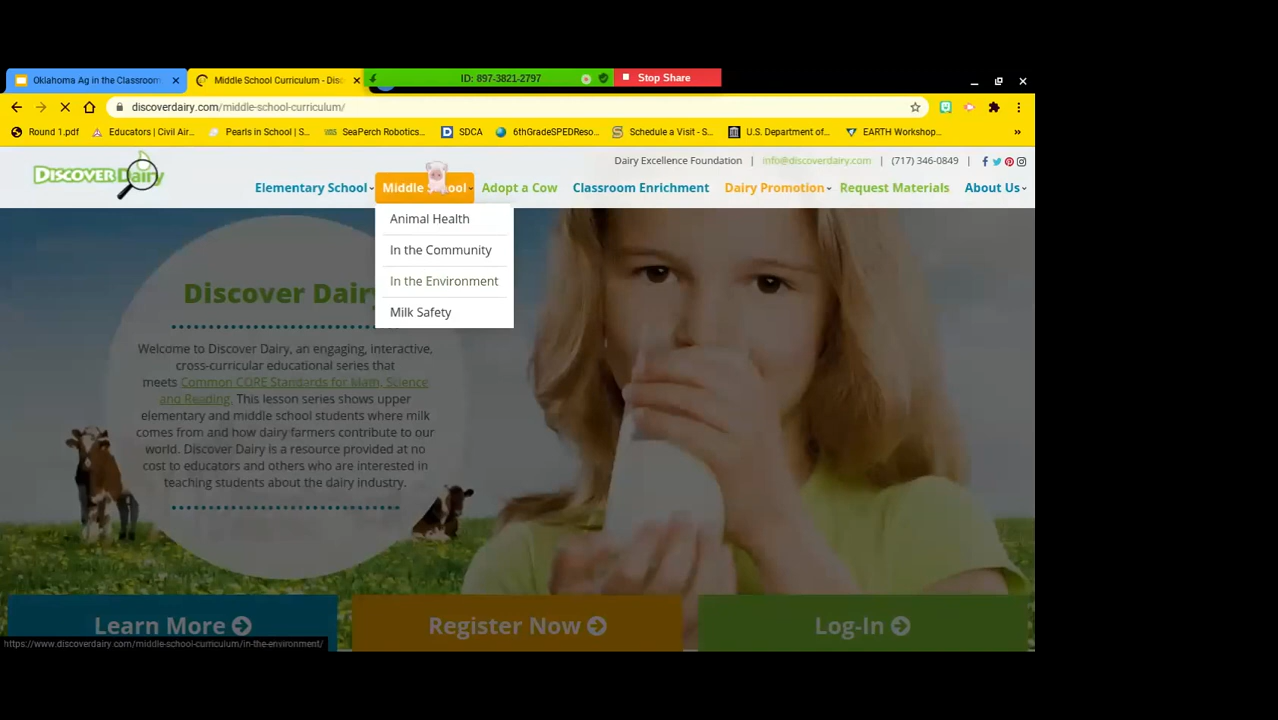 Oklahoma Ag in the Classroom
Middle School Curriculum - Disc
ID: 897-3821-2797
Stop Share
discoverdairy.com/middle-school-curriculum/
Round 1.pdf
Educators | Civil Air...
Pearls in School | S...
SeaPerch Robotics...
SDCA
6thGradeSPEDReso...
Schedule a Visit - S...
U.S. Department of...
EARTH Workshop...
»
DISCOVER Dairy
Dairy Excellence Foundation | info@discoverdairy.com | (717) 346-0849 |
Elementary School
Middle School
Adopt a Cow
Classroom Enrichment
Dairy Promotion
Request Materials
About Us
Animal Health
In the Community
In the Environment
Milk Safety
Discover Dairy
Welcome to Discover Dairy, an engaging, interactive,
cross-curricular educational series that
meets Common CORE Standards for Math, Science
and Reading. This lesson series shows upper
elementary and middle school students where milk
comes from and how dairy farmers contribute to our
world. Discover Dairy is a resource provided at no
cost to educators and others who are interested in
teaching students about the dairy industry.
Learn More
Register Now
Log-In
https://www.discoverdairy.com/middle-school-curriculum/in-the-environment/